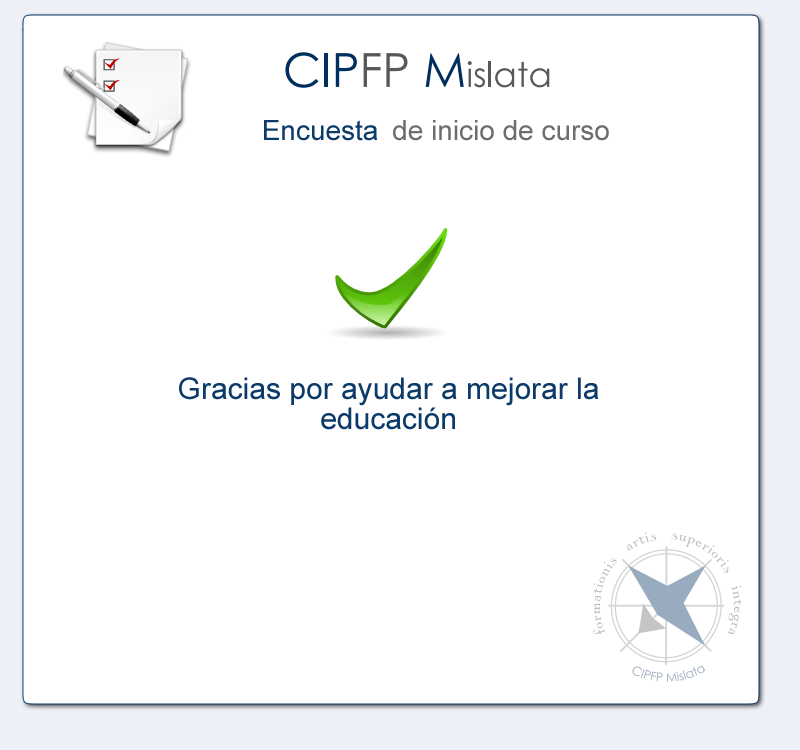 CIPFP Mislata
Encuesta de inicio de curso
Gracias por ayudar a mejorar la
educación
formationis artis superioris integra
CIPFP Mislata